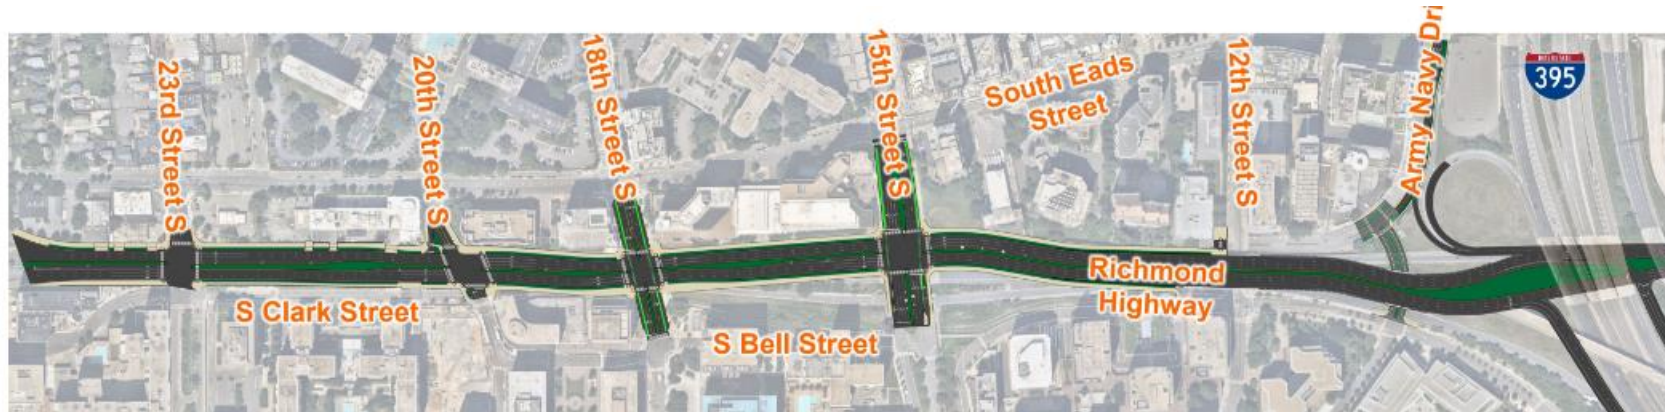 23rd Street S
20th Street S
18th Street S
15th Street S
South Eads
Street
12th Street S
Army Navy Dri
395
Richmond
Highway
S Clark Street
S Bell Street